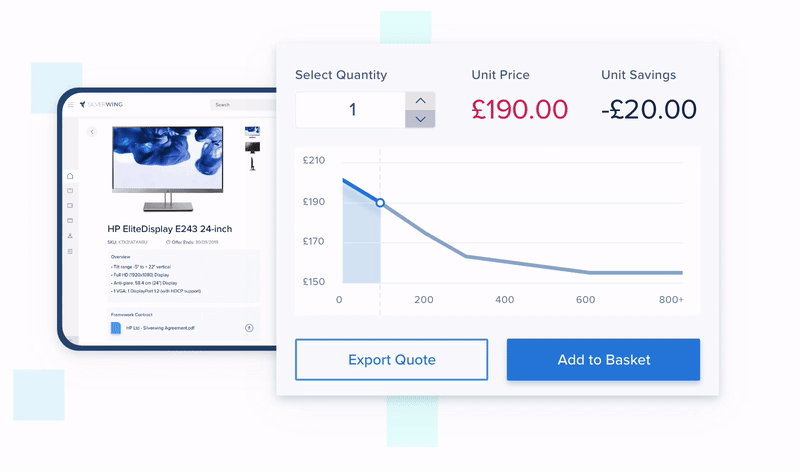 SILVERWING
Search
HP EliteDisplay E243 24-inch
Offer Ends: 30/09/2019
Overview
• Tilt range -5° to + 22° vertical
• Full HD (1920x1080) Display
• Anti-glare; 58.4 cm (24") Display
• 1 VGA; 1 DisplayPort 1.2 (with HDCP support)
Framework Contract
HP Ltd - Silverwing Agreement.pdf
Select Quantity
1
Unit Price
£190.00
Unit Savings
-£20.00
£210
£190
£170
£150
0 200 400 600 800+
Export Quote
Add to Basket